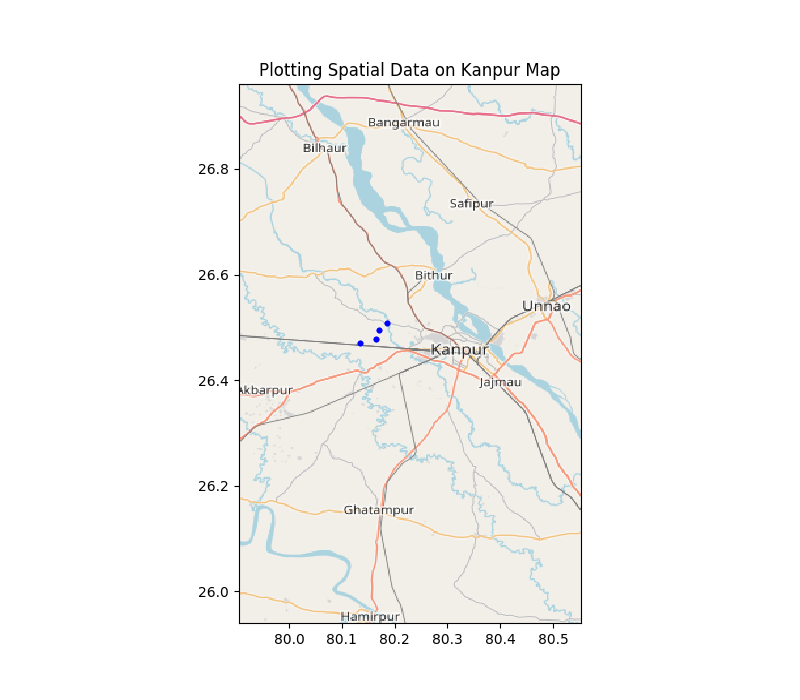 Plotting Spatial Data on Kanpur Map
Bangarmau
Bilhaur
26.8
Safipur
26.6
Bithur
Unnao
Kanpur
26.4
Jajmau
Akbarpur
26.2
Ghatampur
26.0
Hamirpur
80.0 80.1 80.2 80.3 80.4 80.5